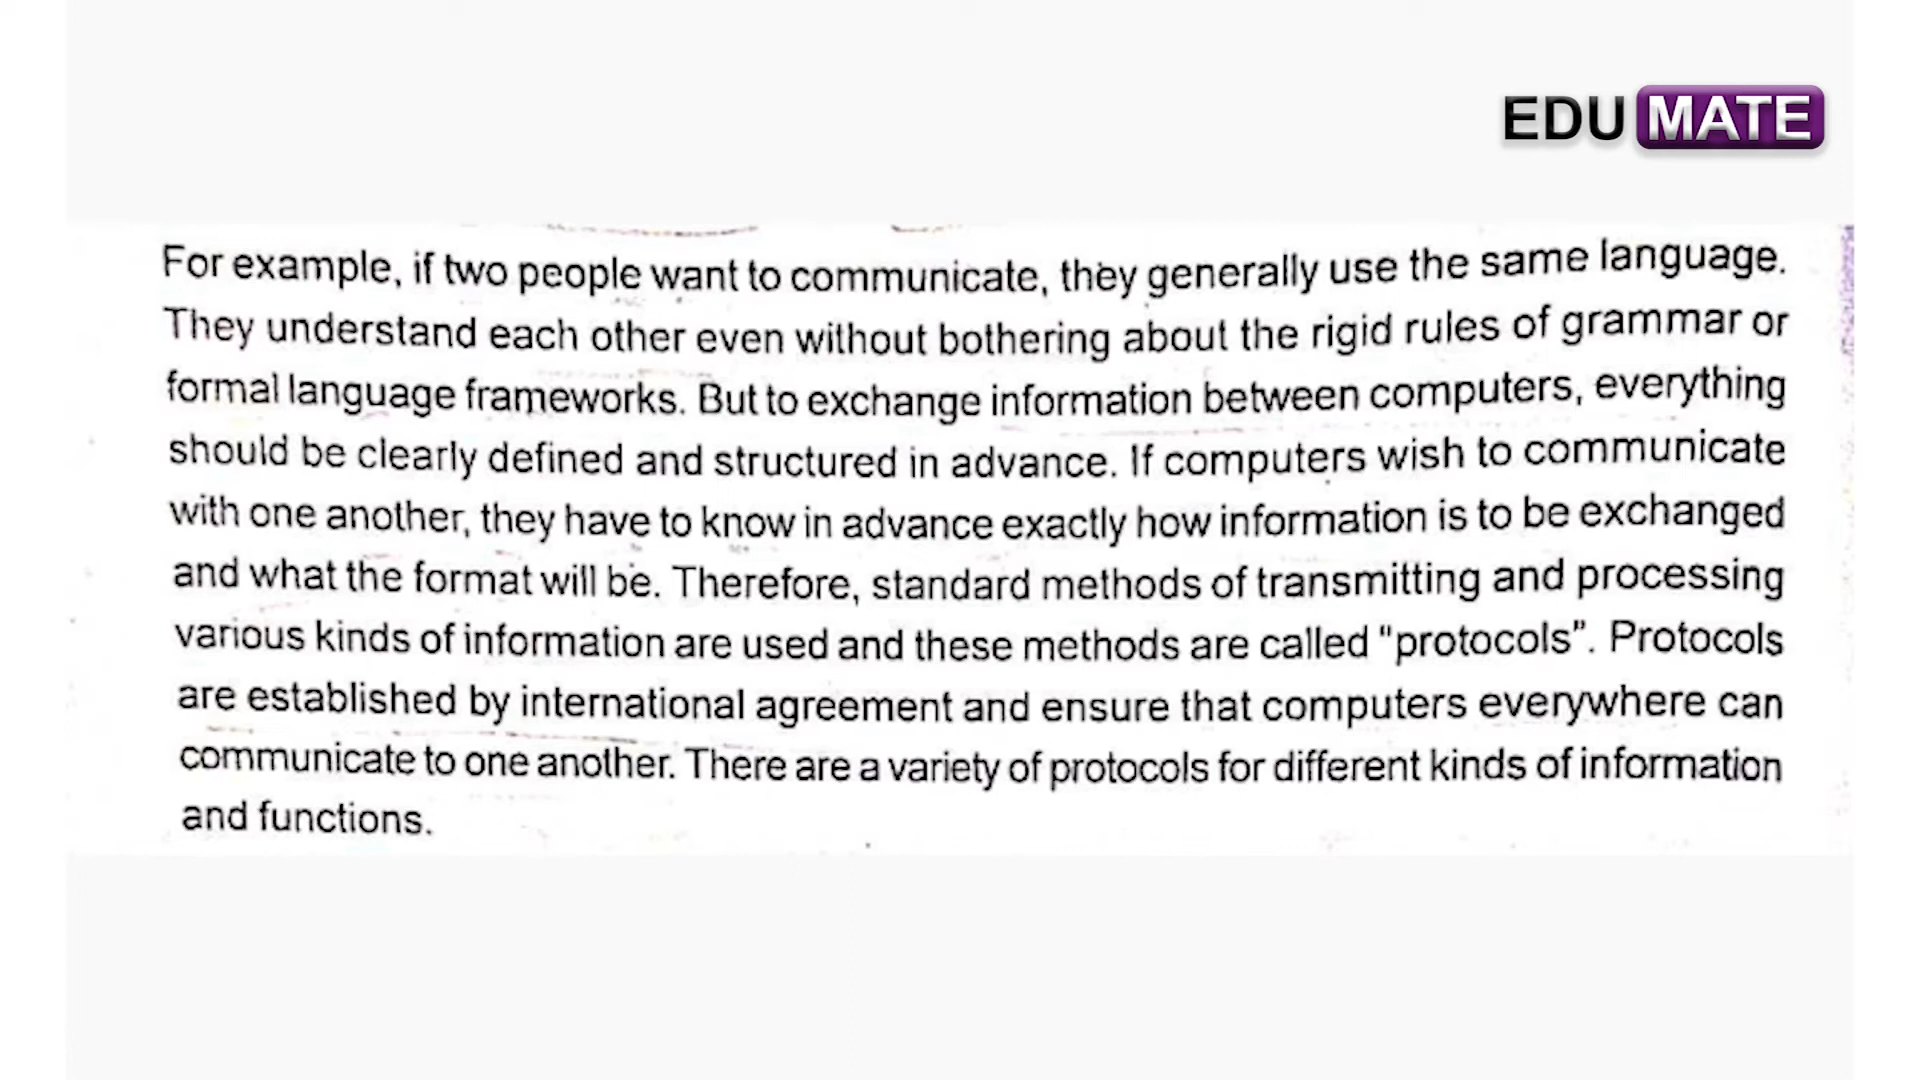 EDUMATE
For example, if two people want to communicate, they generally use the same language.
They understand each other even without bothering about the rigid rules of grammar or
formal language frameworks. But to exchange information between computers, everything
should be clearly defined and structured in advance. If computers wish to communicate
with one another, they have to know in advance exactly how information is to be exchanged
and what the format will be. Therefore, standard methods of transmitting and processing
various kinds of information are used and these methods are called "protocols". Protocols
are established by international agreement and ensure that computers everywhere can
communicate to one another. There are a variety of protocols for different kinds of information
and functions.